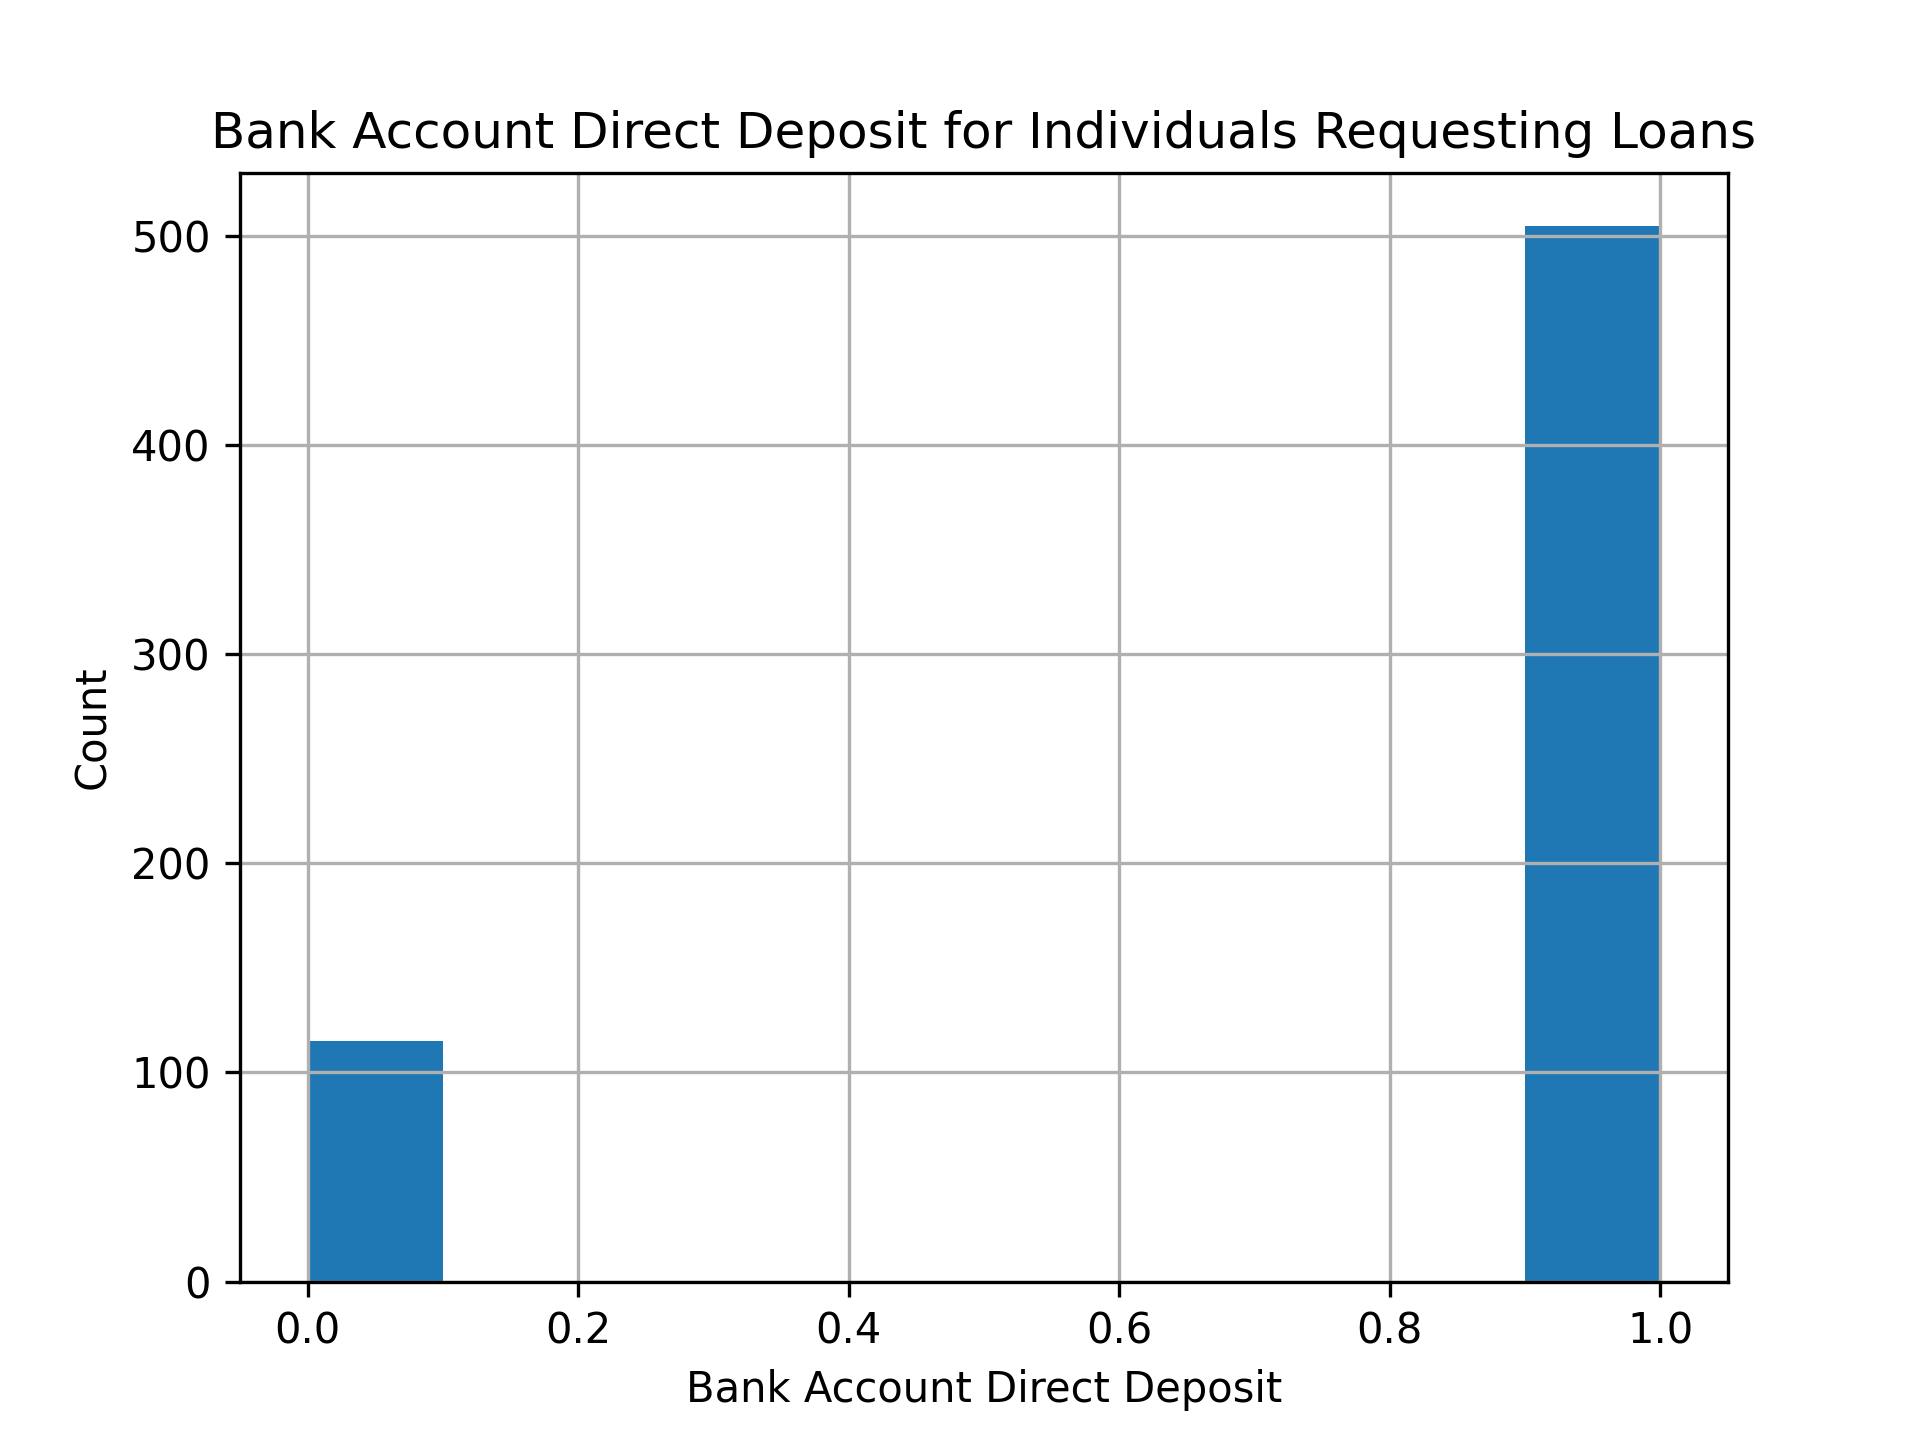 Bank Account Direct Deposit for Individuals Requesting Loans
500
400
300
200
100
0
Count
0.0 0.2 0.4 0.6 0.8 1.0
Bank Account Direct Deposit